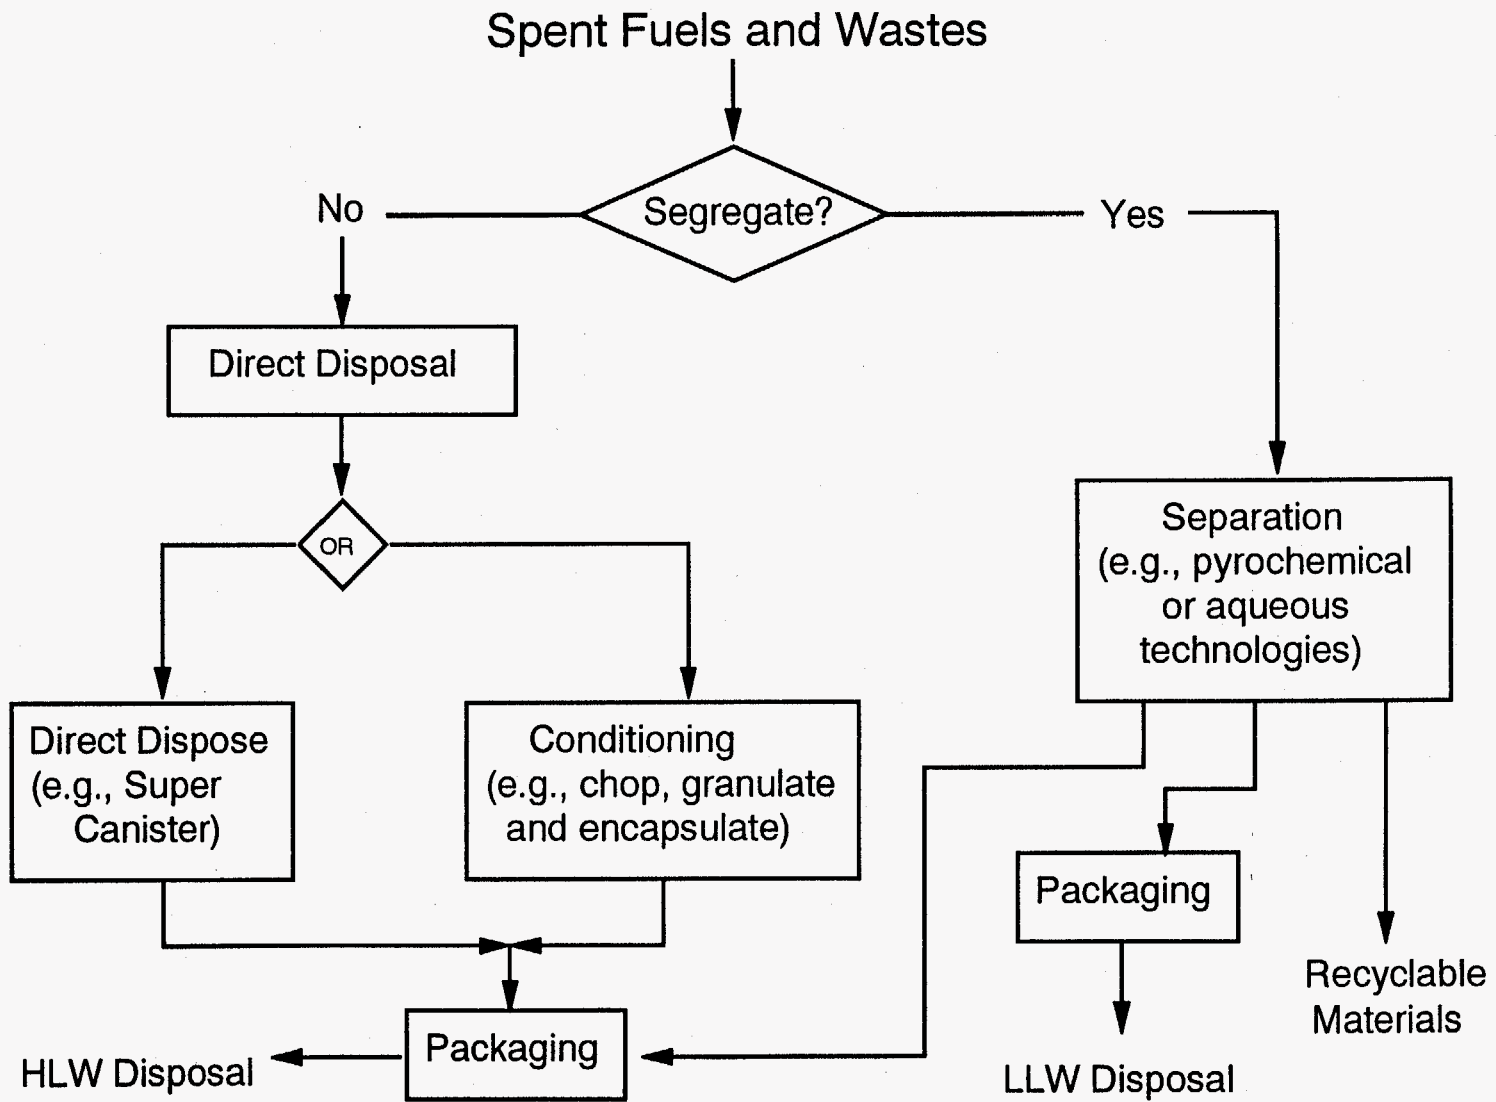 Spent Fuels and Wastes
Segregate?
No
Yes
Direct Disposal
OR
Separation
(e.g., pyrochemical
or aqueous
technologies)
Direct Dispose
(e.g., Super
Canister)
Conditioning
(e.g., chop, granulate
and encapsulate)
Packaging
Recyclable
Materials
Packaging
HLW Disposal
LLW Disposal